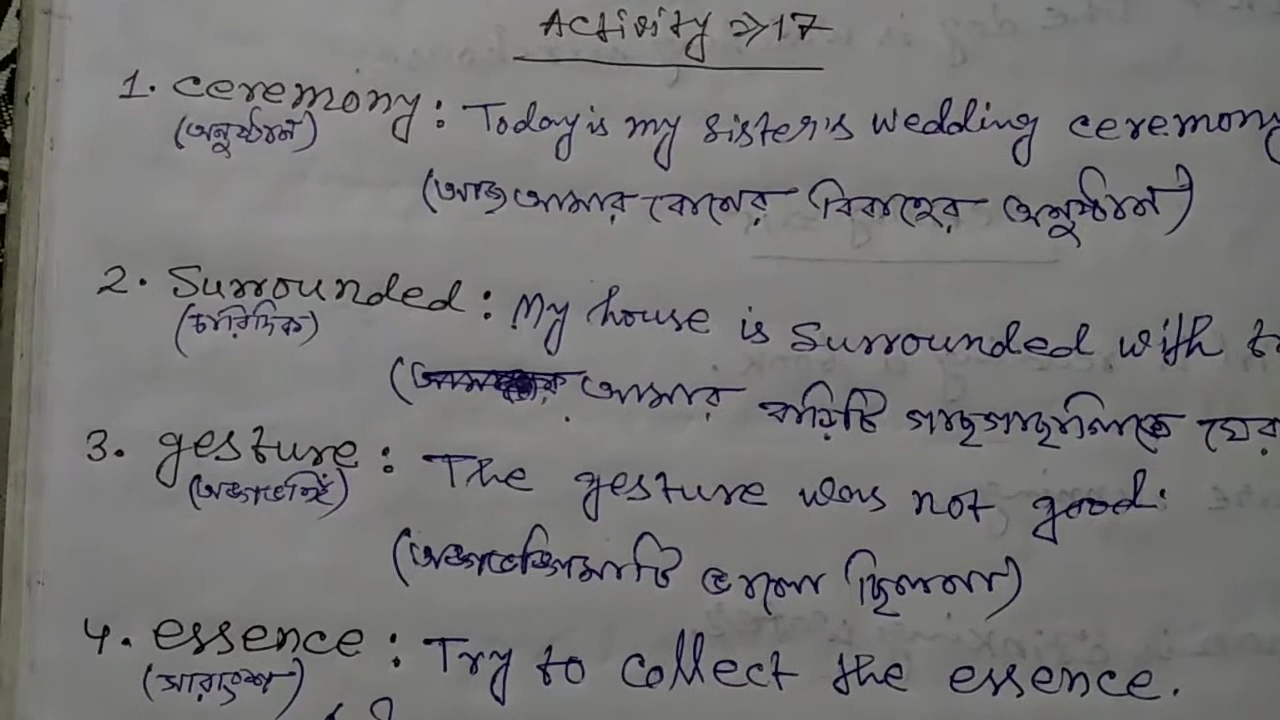 Activity ⇒ 17
1. ceremony : Today is my sister's wedding ceremony
(অনুষ্ঠান)
(আজ আমার বোনের বিবাহের অনুষ্ঠান)
2. Surrounded : My house is surrounded with
(চারিদিক)
(আমার বাড়িটি গাছগাছালিতে ঘের
3. gesture : The gesture was not good.
(অঙ্গভঙ্গি)
(অঙ্গভঙ্গিমাটি ভালো ছিলনা)
4. essence : Try to collect the essence.
(সারাংশ)